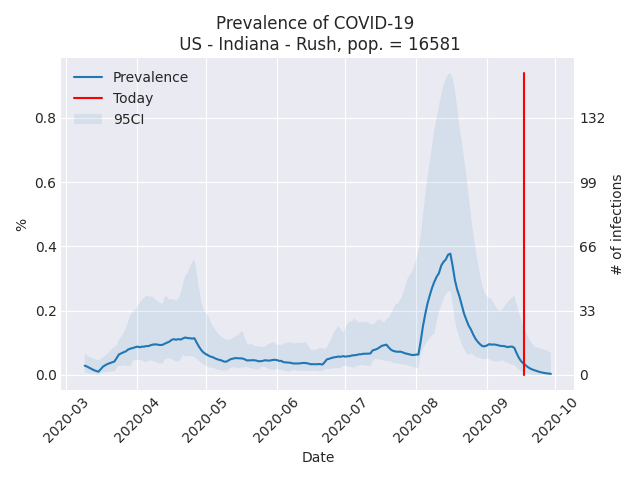 Prevalence of COVID-19
US - Indiana - Rush, pop. = 16581
Prevalence
Today
95CI
0.8
0.6
0.4
0.2
0.0
%
132
99
66
33
0
# of infections
2020-03
2020-04
2020-05
2020-06
2020-07
2020-08
2020-09
2020-10
Date